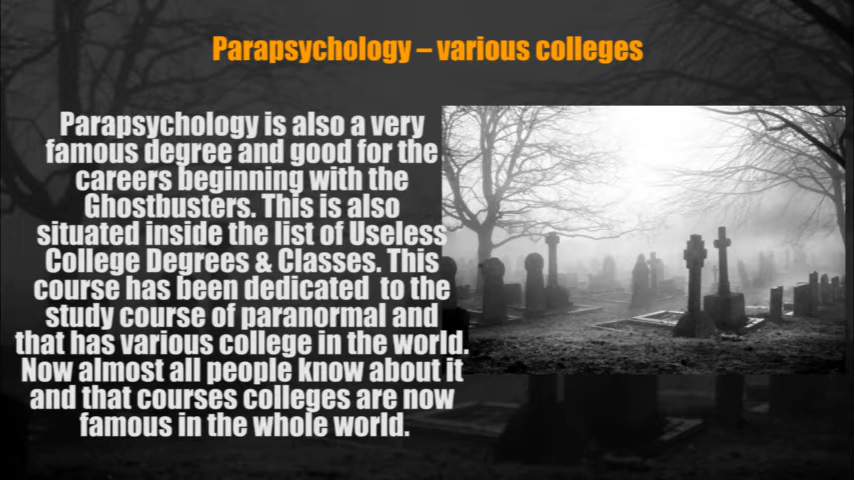 Parapsychology – various colleges
Parapsychology is also a very
famous degree and good for the
careers beginning with the
Ghostbusters. This is also
situated inside the list of Useless
College Degrees & Classes. This
course has been dedicated  to the
study course of paranormal and
that has various college in the world.
Now almost all people know about it
and that courses colleges are now
famous in the whole world.